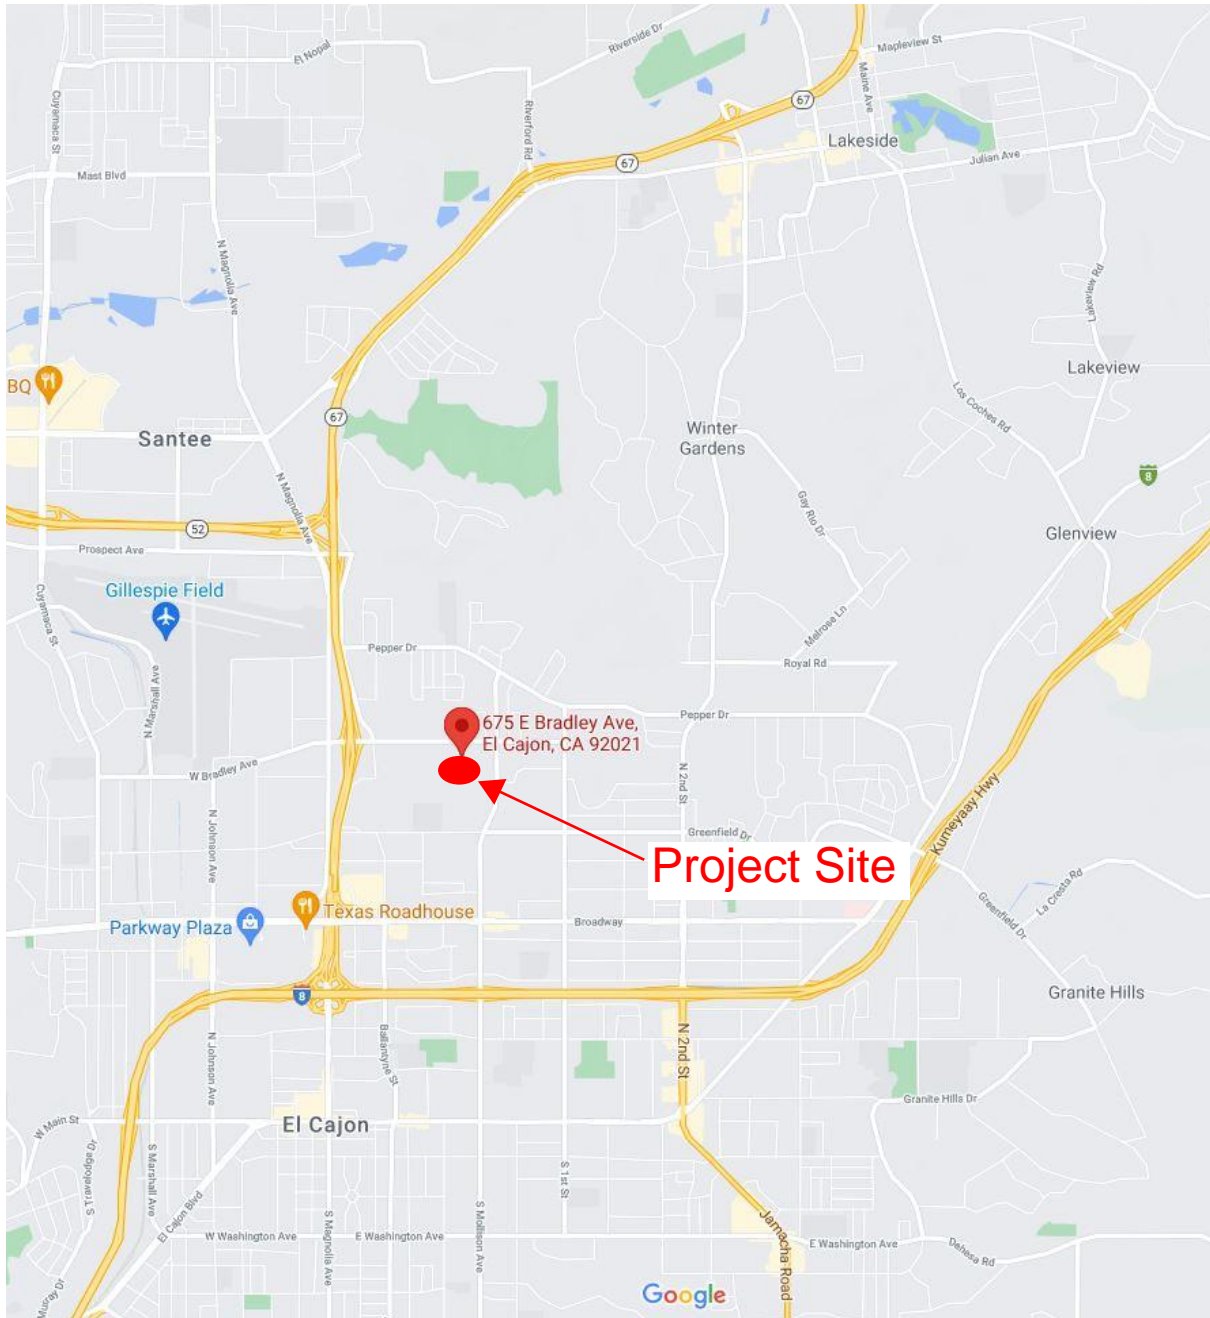 Riverside Dr
Mapleview St
El Nopal
Cuyamaca St
Riverford Rd
Maine Ave
67
Lakeside
67
Julian Ave
Mast Blvd
N Magnolia Ave
Lakeview Rd
BQ
Lakeview
Los Coches Rd
67
Santee
Winter
Gardens
8
N Magnolia Ave
Gay Rio Dr
52
Glenview
Prospect Ave
Gillespie Field
Cuyamaca St
Melrose Ln
Pepper Dr
Royal Rd
N Marshall Ave
675 E Bradley Ave,
El Cajon, CA 92021
Pepper Dr
W Bradley Ave
N 2nd St
Kumeyaay Hwy
N Johnson Ave
Greenfield Dr
Project Site
La Cresta Rd
Texas Roadhouse
Greenfield Dr
Parkway Plaza
Broadway
8
Granite Hills
N Johnson Ave
Ballantyne St
N 2nd St
Granite Hills Dr
W Main St
El Cajon
S Travelodge Dr
S Marshall Ave
S 1st St
El Cajon Blvd
S Magnolia Ave
S Mollison Ave
W Washington Ave
E Washington Ave
Jamacha Road
E Washington Ave
Dehesa Rd
Murray Dr
Google